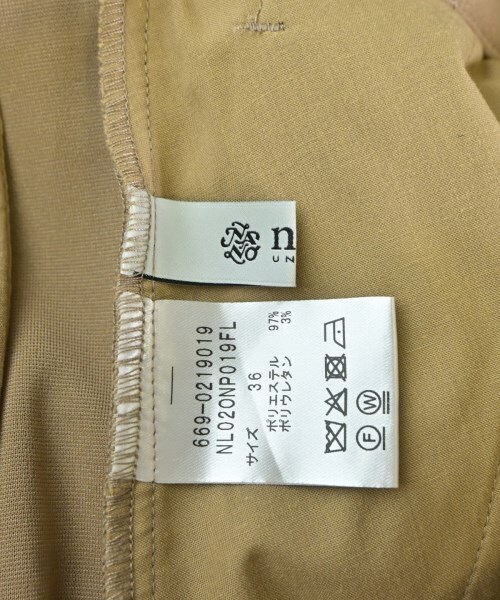 n
UN
669-0219019
NL020NP019FL
サイズ 36
ポリエステル 97%
ポリウレタン 3%
F W